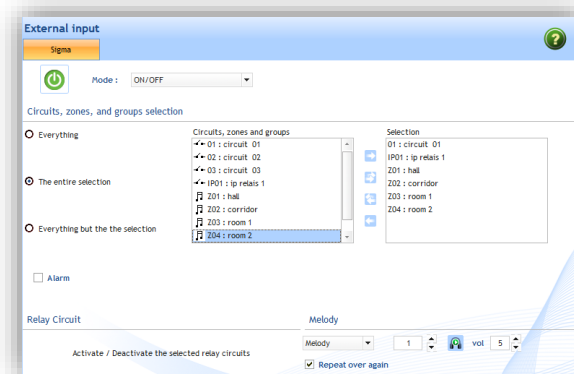 External input
Sigma
?
Mode : ON/OFF
Circuits, zones, and groups selection
Everything
The entire selection
Everything but the the selection
Circuits, zones and groups
01 : circuit 01
02 : circuit 02
03 : circuit 03
IP01 : ip relais 1
Z01 : hall
Z02 : corridor
Z03 : room 1
Z04 : room 2
Selection
01 : circuit 01
IP01 : ip relais 1
Z01 : hall
Z02 : corridor
Z03 : room 1
Z04 : room 2
Alarm
Relay Circuit
Activate / Deactivate the selected relay circuits
Melody
Melody 1 vol 5
Repeat over again